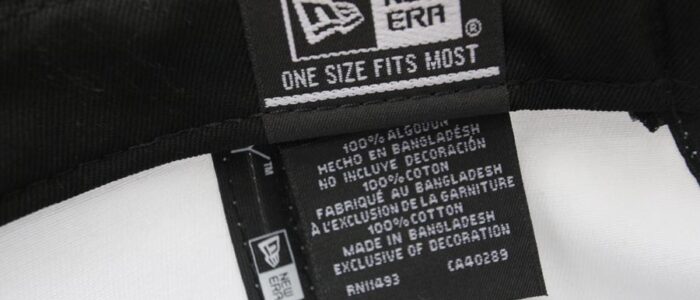 NEW
ERA
®
ONE SIZE FITS MOST
100% ALGODON
HECHO EN BANGLADESH
NO INCLUYE DECORACIÓN
100% COTON
FABRIQUÉ AU BANGLADESH
À L'EXCLUSION DE LA GARNITURE
100% COTTON
MADE IN BANGLADESH
EXCLUSIVE OF DECORATION
RN11493 CA40289
NEW
ERA